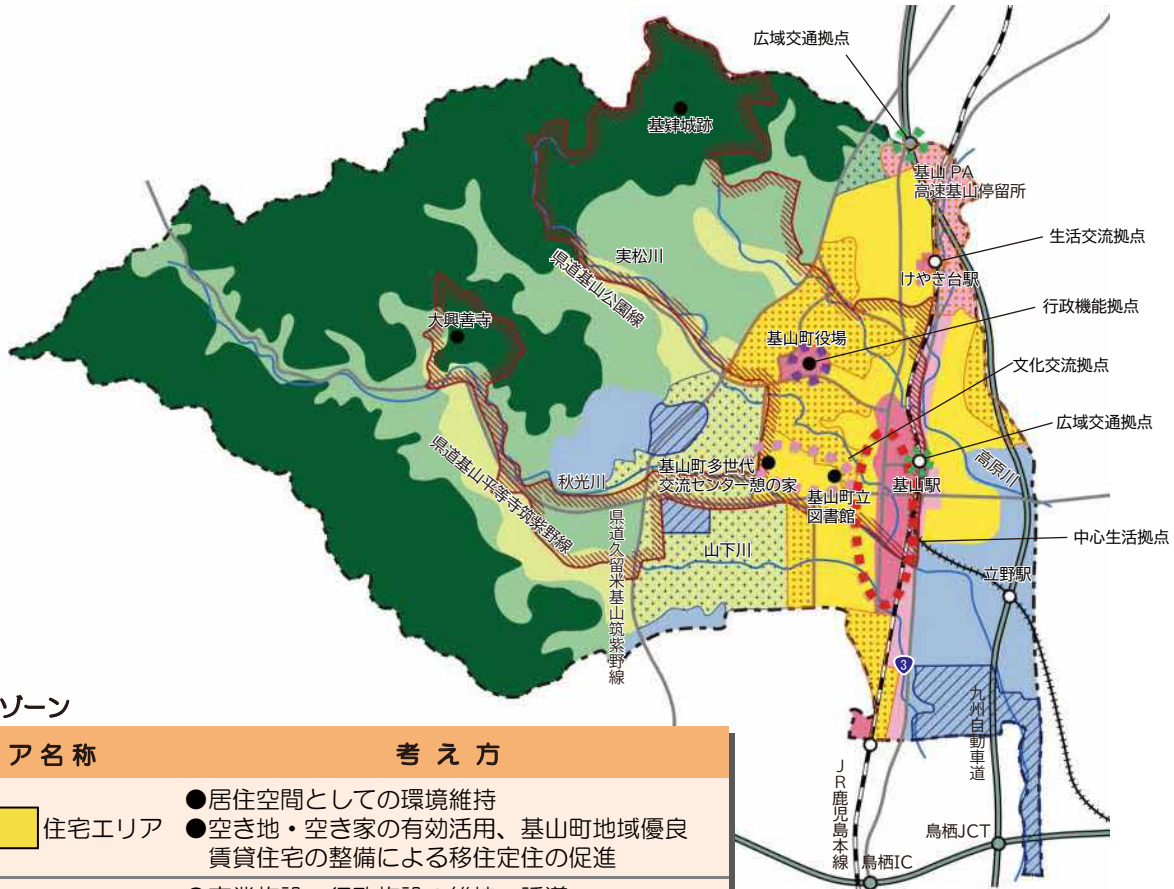 広域交通拠点
基肄城跡
基山PA
高速基山停留所
生活交流拠点
実松川
けやき台駅
県道基山公園線
行政機能拠点
大興善寺
基山町役場
文化交流拠点
広域交通拠点
高原川
基山町多世代
交流センター憩の家
基山駅
秋光川
基山町立
図書館
県道基山平等寺筑紫野線
県道久留米基山筑紫野線
山下川
中心生活拠点
立野駅
3
九州自動車道
JR鹿児島本線
鳥栖JCT
鳥栖IC
ゾーン
ア名称
考え方
住宅エリア
●居住空間としての環境維持
●空き地・空き家の有効活用、基山町地域優良
賃貸住宅の整備による移住定住の促進